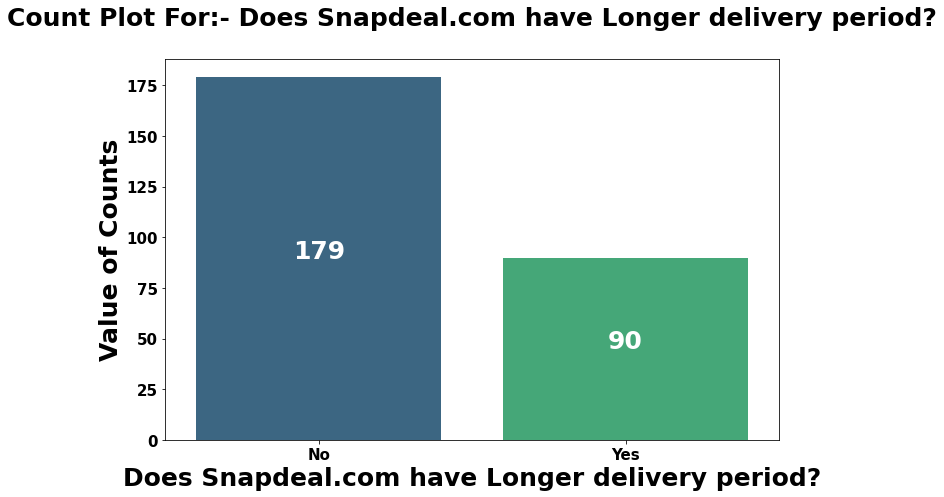 Count Plot For:- Does Snapdeal.com have Longer delivery period?
175
150
125
100
75
50
25
0
Value of Counts
179
90
No
Yes
Does Snapdeal.com have Longer delivery period?